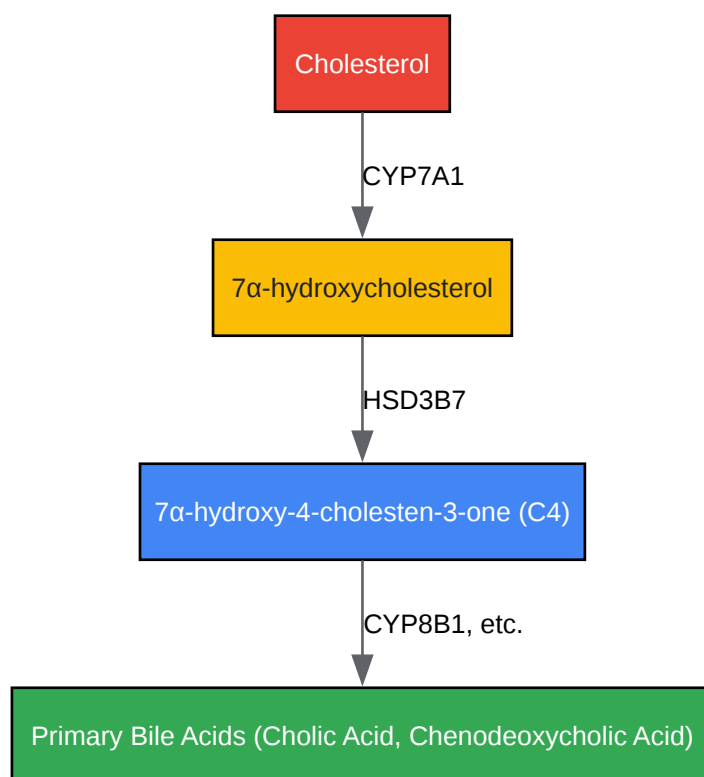 Cholesterol
CYP7A1
7α-hydroxycholesterol
HSD3B7
7α-hydroxy-4-cholesten-3-one (C4)
CYP8B1, etc.
Primary Bile Acids (Cholic Acid, Chenodeoxycholic Acid)